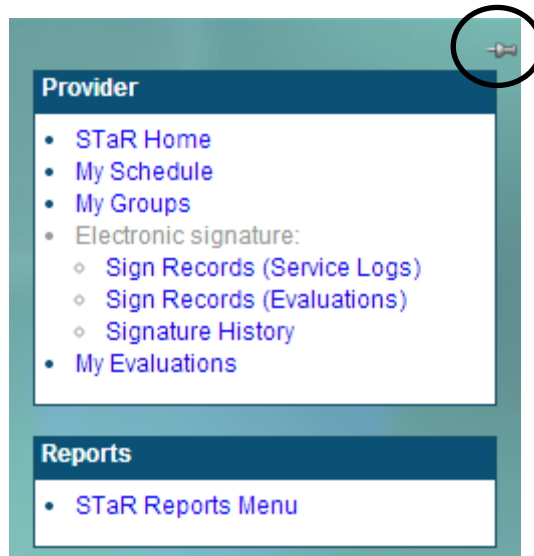 Provider
STaR Home
My Schedule
My Groups
Electronic signature:
Sign Records (Service Logs)
Sign Records (Evaluations)
Signature History
My Evaluations
Reports
STaR Reports Menu